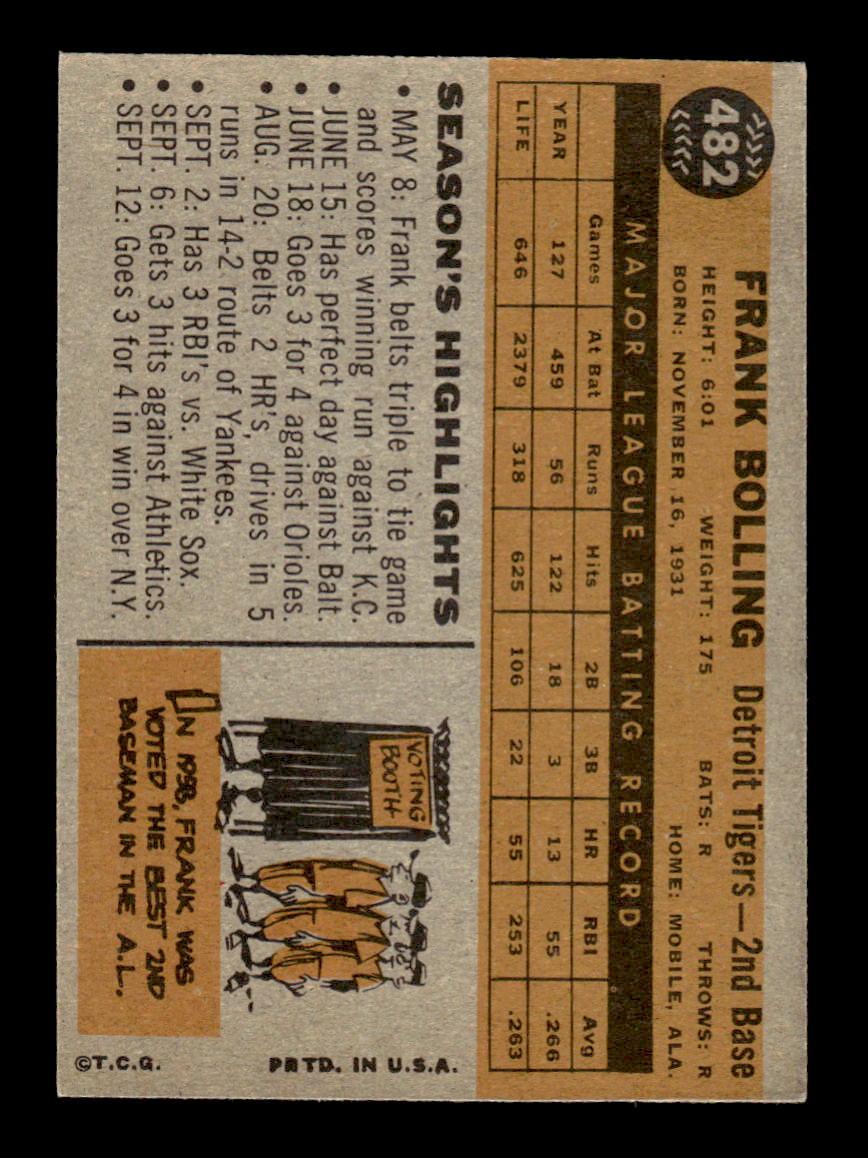 482
FRANK BOLLING Detroit Tigers—2nd Base
HEIGHT: 6:01 WEIGHT: 175 BATS: R THROWS: R
BORN: NOVEMBER 16, 1931 HOME: MOBILE, ALA.
MAJOR LEAGUE BATTING RECORD
Games At Bat Runs Hits 2B 3B HR RBI Avg
YEAR 127 459 56 122 18 3 13 55 .266
LIFE 646 2379 318 625 106 22 55 253 .263
SEASON'S HIGHLIGHTS
• MAY 8: Frank belts triple to tie game
and scores winning run against K.C.
• JUNE 15: Has perfect day against Balt.
• JUNE 18: Goes 3 for 4 against Orioles.
• AUG. 20: Belts 2 HR's, drives in 5
runs in 14-2 route of Yankees.
• SEPT. 2: Has 3 RBI's vs. White Sox.
• SEPT. 6: Gets 3 hits against Athletics.
• SEPT. 12: Goes 3 for 4 in win over N.Y.
VOTING
BOOTH
IN 1958, FRANK WAS
VOTED THE BEST 2ND
BASEMAN IN THE A.L.
©T.C.G. PRTD. IN U.S.A.